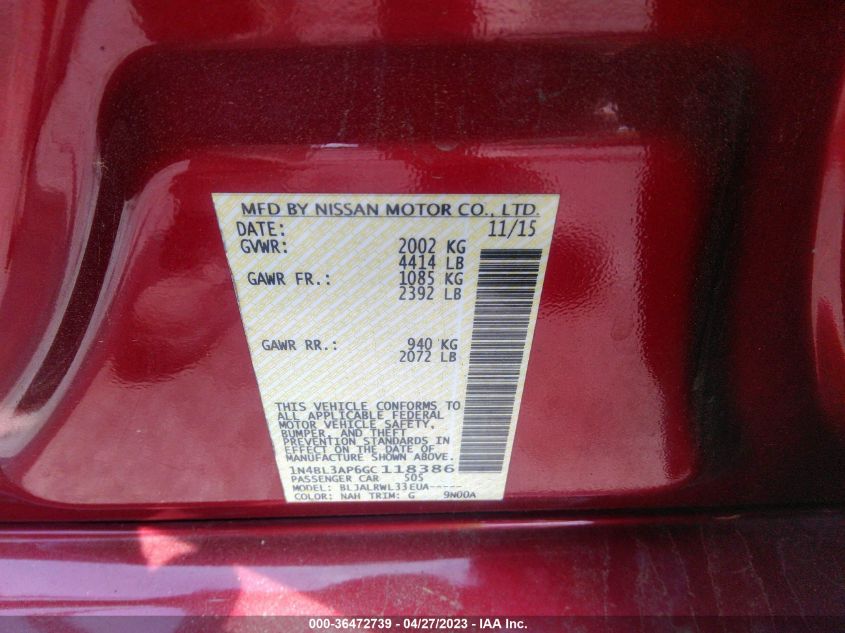 MFD BY NISSAN MOTOR CO., LTD.
DATE: 11/15
GVWR: 2002 KG
4414 LB
GAWR FR.: 1085 KG
2392 LB
GAWR RR.: 940 KG
2072 LB
THIS VEHICLE CONFORMS TO
ALL APPLICABLE FEDERAL
MOTOR VEHICLE SAFETY,
BUMPER, AND THEFT
PREVENTION STANDARDS IN
EFFECT ON THE DATE OF
MANUFACTURE SHOWN ABOVE.
1N4BL3AP6GC118386
PASSENGER CAR 505
MODEL: BLJALRWL33EUA-----
COLOR: NAH TRIM: G 9N00A
000-36472739 - 04/27/2023 - IAA Inc.